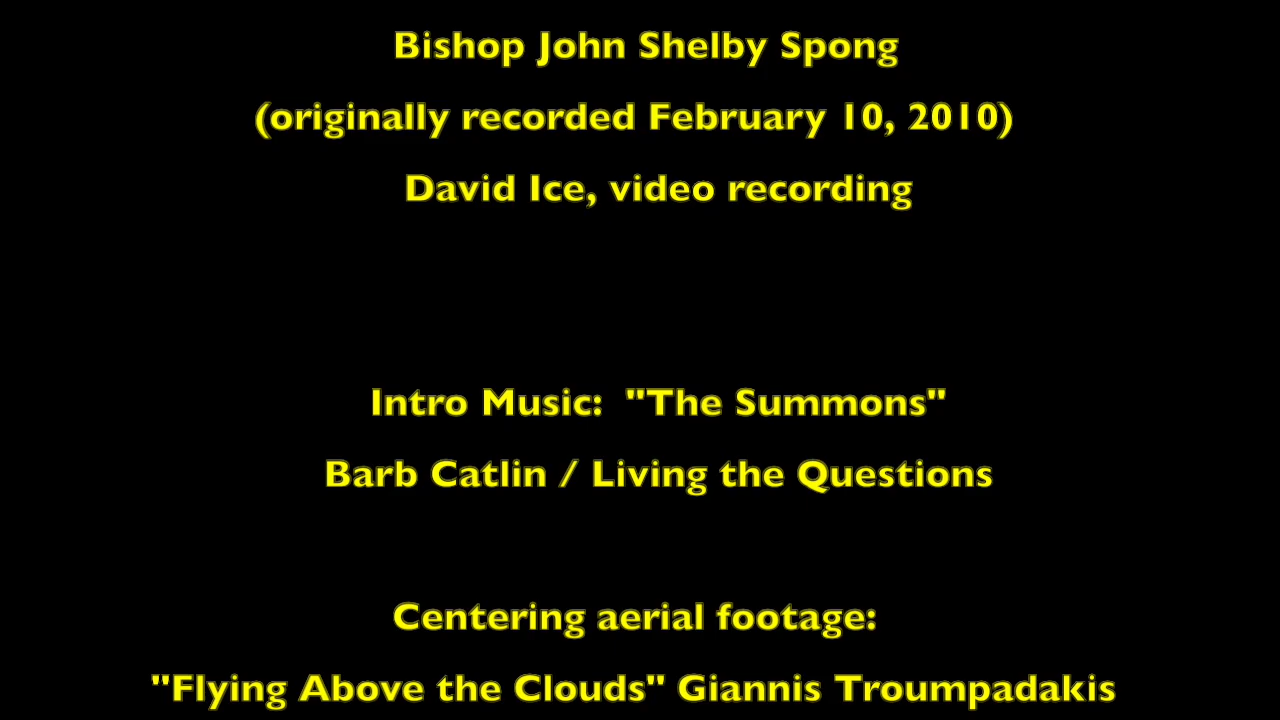 Bishop John Shelby Spong
(originally recorded February 10, 2010)
David Ice, video recording
Intro Music:  "The Summons"
Barb Catlin / Living the Questions
Centering aerial footage:
"Flying Above the Clouds" Giannis Troumpadakis